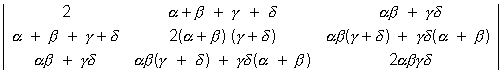 | 2 α+β + γ + δ αβ + γδ |
| α + β + γ+δ 2(α+β) (γ+δ) αβ(γ+δ) + γδ(α + β) |
| αβ + γδ αβ(γ + δ) + γδ(α + β) 2αβγδ |